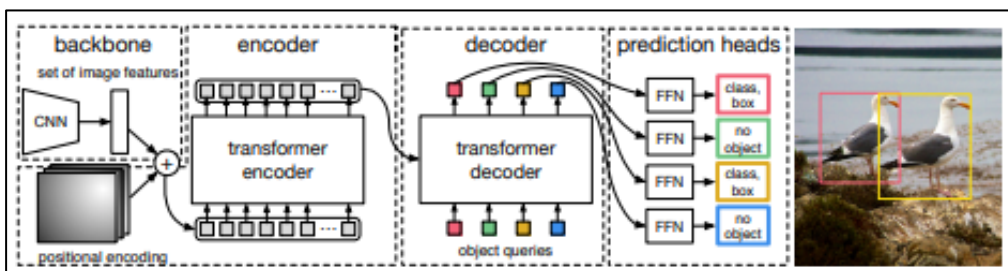 backbone
set of image features
CNN
+
positional encoding
encoder
transformer
encoder
decoder
transformer
decoder
object queries
prediction heads
FFN
class,
box
FFN
no
object
FFN
class,
box
FFN
no
object